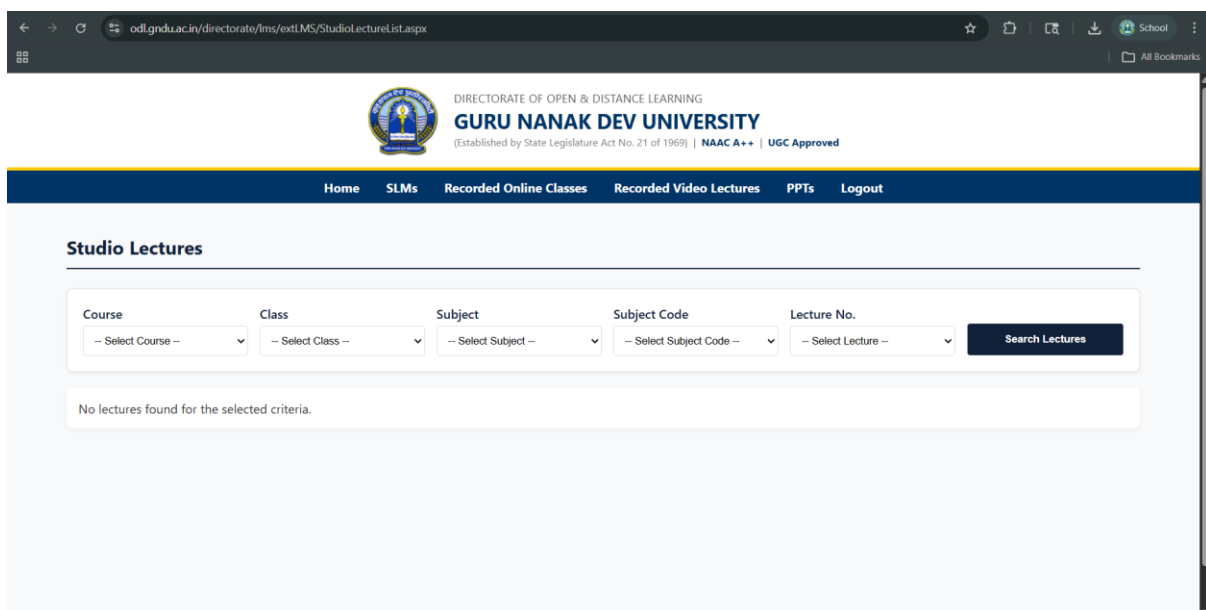 odl.gndu.ac.in/directorate/lms/extLMS/StudioLectureList.aspx
School
All Bookmarks
DIRECTORATE OF OPEN & DISTANCE LEARNING
GURU NANAK DEV UNIVERSITY
(Established by State Legislature Act No. 21 of 1969) | NAAC A++ | UGC Approved
Home SLMs Recorded Online Classes Recorded Video Lectures PPTs Logout
Studio Lectures
Course Class Subject Subject Code Lecture No.
-- Select Course -- -- Select Class -- -- Select Subject -- -- Select Subject Code -- -- Select Lecture -- Search Lectures
No lectures found for the selected criteria.